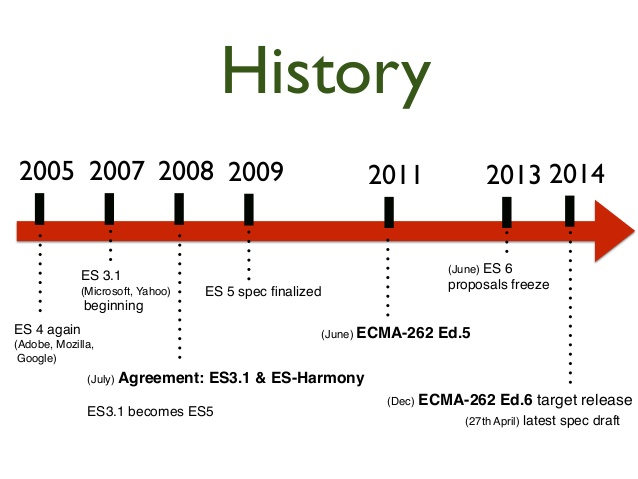 History
2005 2007 2008 2009 2011 2013 2014
ES 3.1
(Microsoft, Yahoo)
beginning
ES 5 spec finalized
(June) ES 6
proposals freeze
ES 4 again
(Adobe, Mozilla,
Google)
(June) ECMA-262 Ed.5
(July) Agreement: ES3.1 & ES-Harmony
ES3.1 becomes ES5
(Dec) ECMA-262 Ed.6 target release
(27th April) latest spec draft